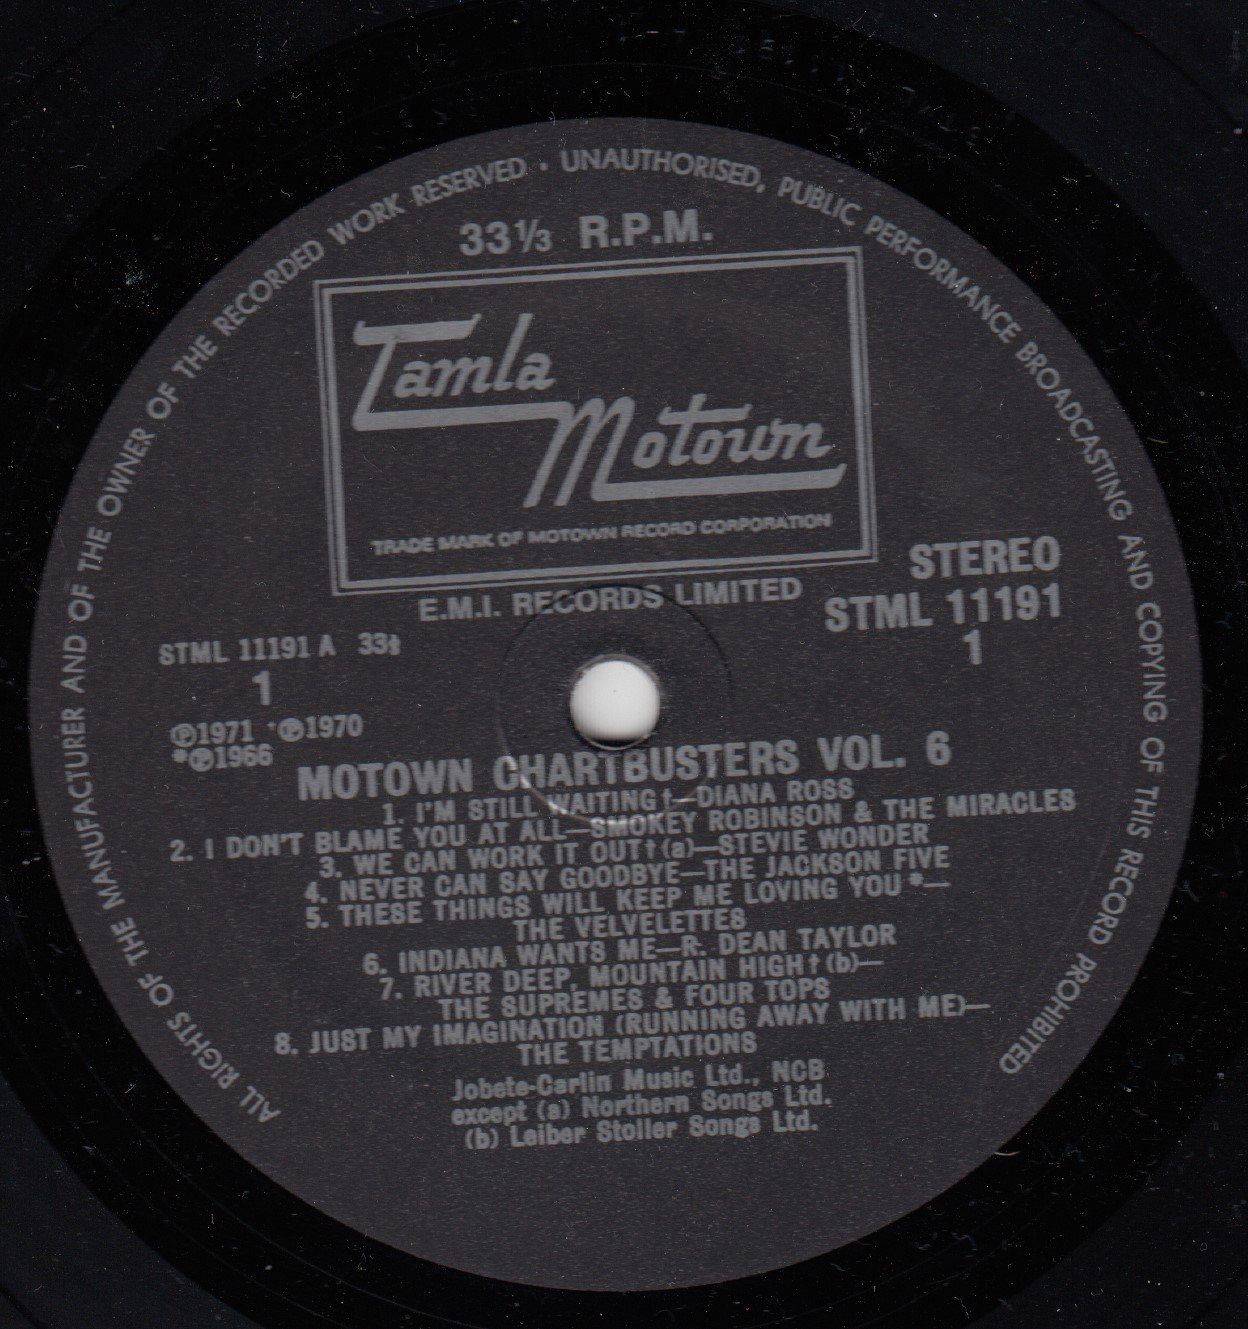 ALL RIGHTS OF THE MANUFACTURER AND OF THE OWNER OF THE RECORDED WORK RESERVED · UNAUTHORISED, PUBLIC PERFORMANCE BROADCASTING AND COPYING OF THIS RECORD PROHIBITED
33⅓ R.P.M.
Tamla
Motown
TRADE MARK OF MOTOWN RECORD CORPORATION
E.M.I. RECORDS LIMITED
STEREO
STML 11191
1
STML 11191 A 33⅓
1
℗1971 †℗1970
*℗1966
MOTOWN CHARTBUSTERS VOL. 6
1. I'M STILL WAITING†—DIANA ROSS
2. I DON'T BLAME YOU AT ALL—SMOKEY ROBINSON & THE MIRACLES
3. WE CAN WORK IT OUT†(a)—STEVIE WONDER
4. NEVER CAN SAY GOODBYE—THE JACKSON FIVE
5. THESE THINGS WILL KEEP ME LOVING YOU*—
THE VELVELETTES
6. INDIANA WANTS ME—R. DEAN TAYLOR
7. RIVER DEEP, MOUNTAIN HIGH†(b)—
THE SUPREMES & FOUR TOPS
8. JUST MY IMAGINATION (RUNNING AWAY WITH ME)—
THE TEMPTATIONS
Jobete-Carlin Music Ltd., NCB
except (a) Northern Songs Ltd.
(b) Leiber Stoller Songs Ltd.